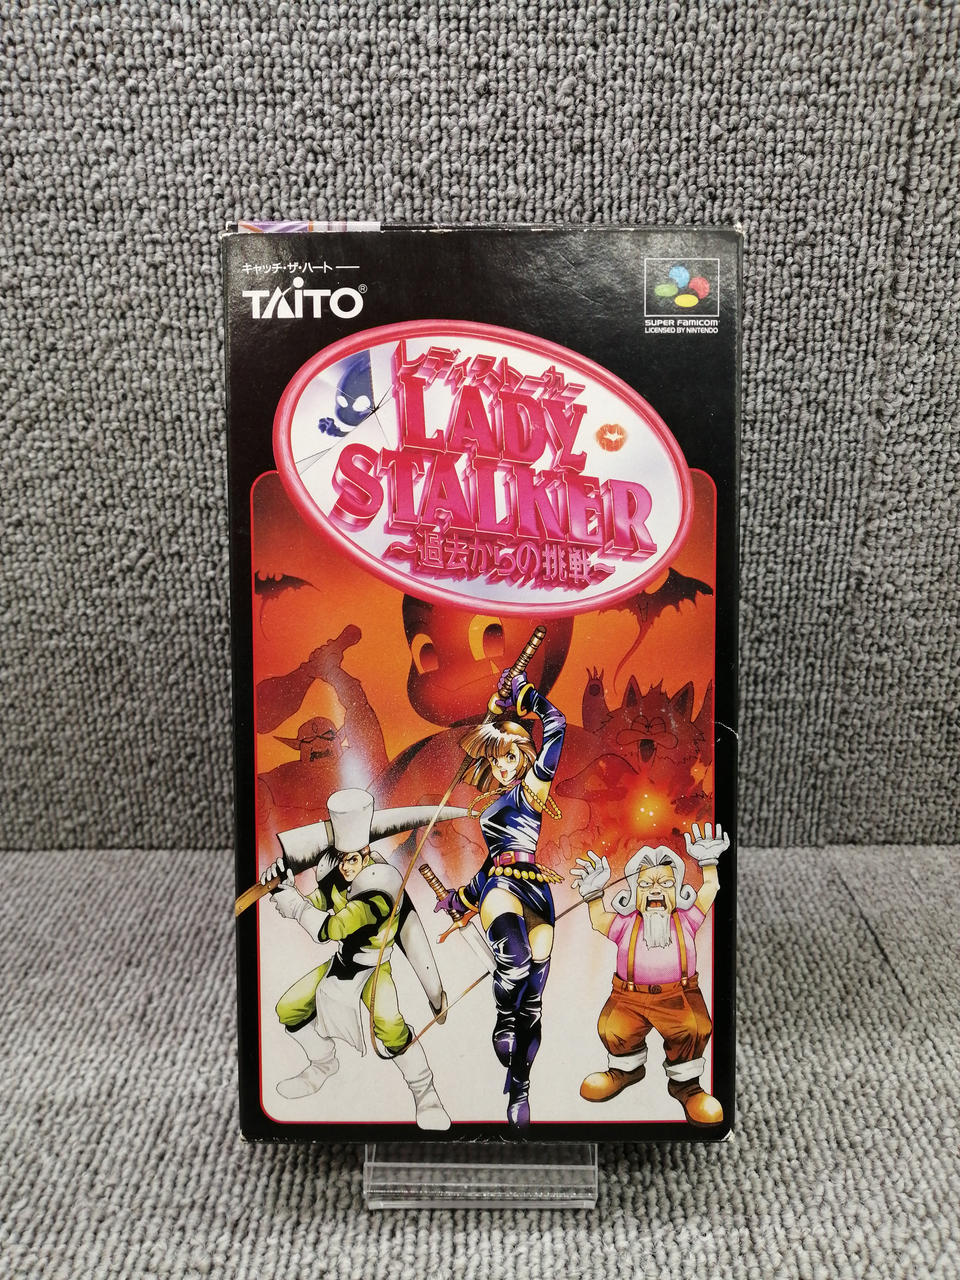 キャッチ・ザ・ハート
TAiTO®
SUPER FAMICOM
LICENSED BY NINTENDO
レディストーカー
LADY
STALKER
～過去からの挑戦～